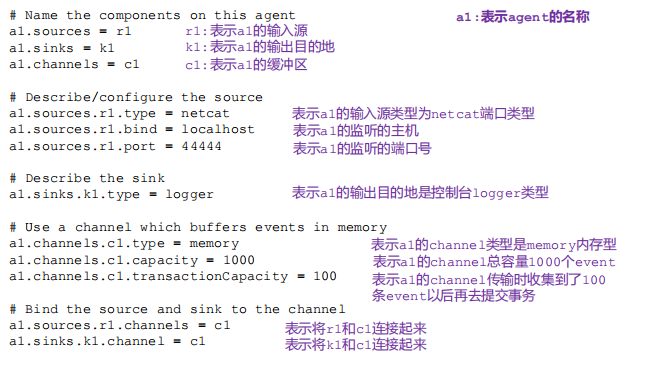 # Name the components on this agent a1:表示agent的名称
a1.sources = r1 r1:表示a1的输入源
a1.sinks = k1 k1:表示a1的输出目的地
a1.channels = c1 c1:表示a1的缓冲区
# Describe/configure the source
a1.sources.r1.type = netcat 表示a1的输入源类型为netcat端口类型
a1.sources.r1.bind = localhost 表示a1的监听的主机
a1.sources.r1.port = 44444 表示a1的监听的端口号
# Describe the sink
a1.sinks.k1.type = logger 表示a1的输出目的地是控制台logger类型
# Use a channel which buffers events in memory
a1.channels.c1.type = memory 表示a1的channel类型是memory内存型
a1.channels.c1.capacity = 1000 表示a1的channel总容量1000个event
a1.channels.c1.transactionCapacity = 100 表示a1的channel传输时收集到了100
条event以后再去提交事务
# Bind the source and sink to the channel
a1.sources.r1.channels = c1 表示将r1和c1连接起来
a1.sinks.k1.channel = c1 表示将k1和c1连接起来